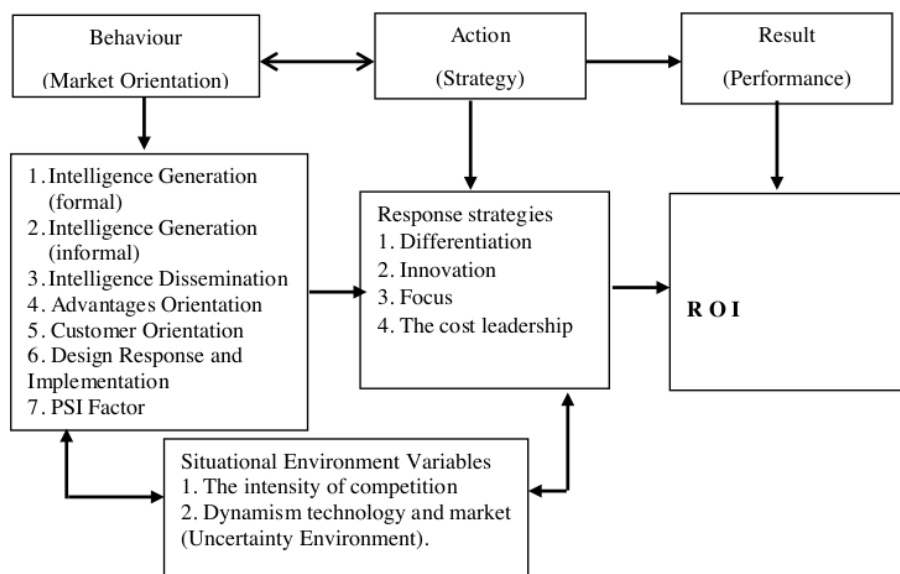 Behaviour
(Market Orientation)
Action
(Strategy)
Result
(Performance)
1. Intelligence Generation
(formal)
2. Intelligence Generation
(informal)
3. Intelligence Dissemination
4. Advantages Orientation
5. Customer Orientation
6. Design Response and
Implementation
7. PSI Factor
Response strategies
1. Differentiation
2. Innovation
3. Focus
4. The cost leadership
R O I
Situational Environment Variables
1. The intensity of competition
2. Dynamism technology and market
(Uncertainty Environment).